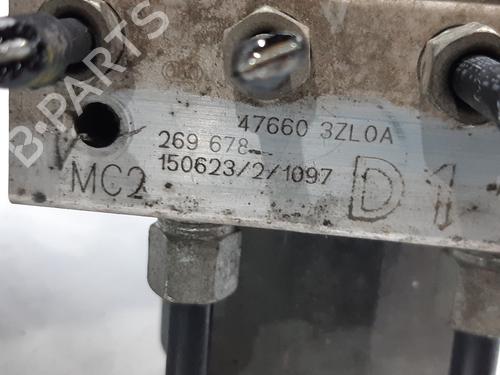 B-PARTS
47660 3ZL0A
269 678
150623/2/1097
MC2
D1